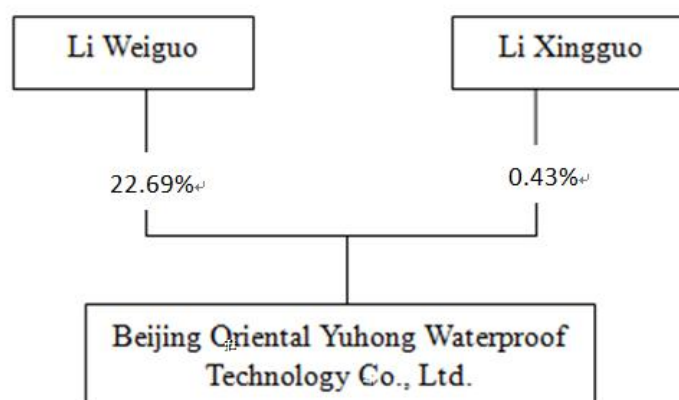 Li Weiguo
Li Xingguo
22.69%
0.43%
Beijing Oriental Yuhong Waterproof
Technology Co., Ltd.